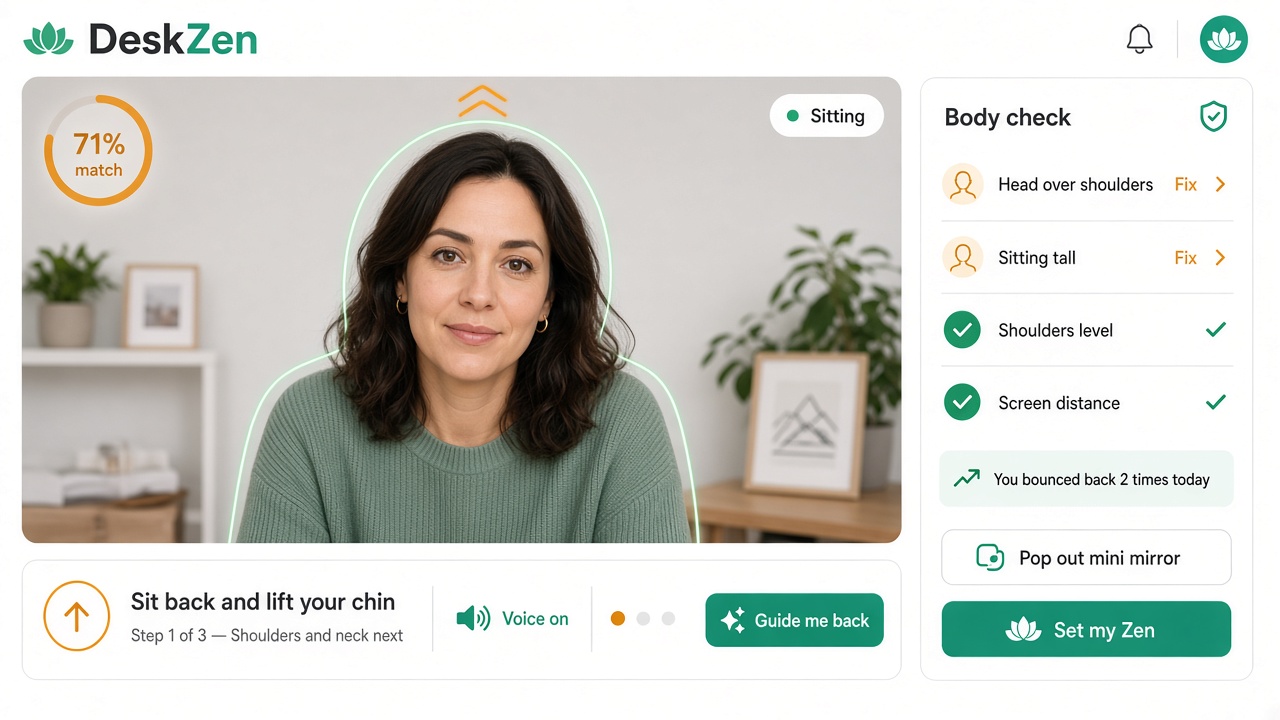 DeskZen
71%
match
Sitting
Body check
Head over shoulders Fix
Sitting tall Fix
Shoulders level
Screen distance
You bounced back 2 times today
Pop out mini mirror
Set my Zen
Sit back and lift your chin
Step 1 of 3 — Shoulders and neck next
Voice on
Guide me back